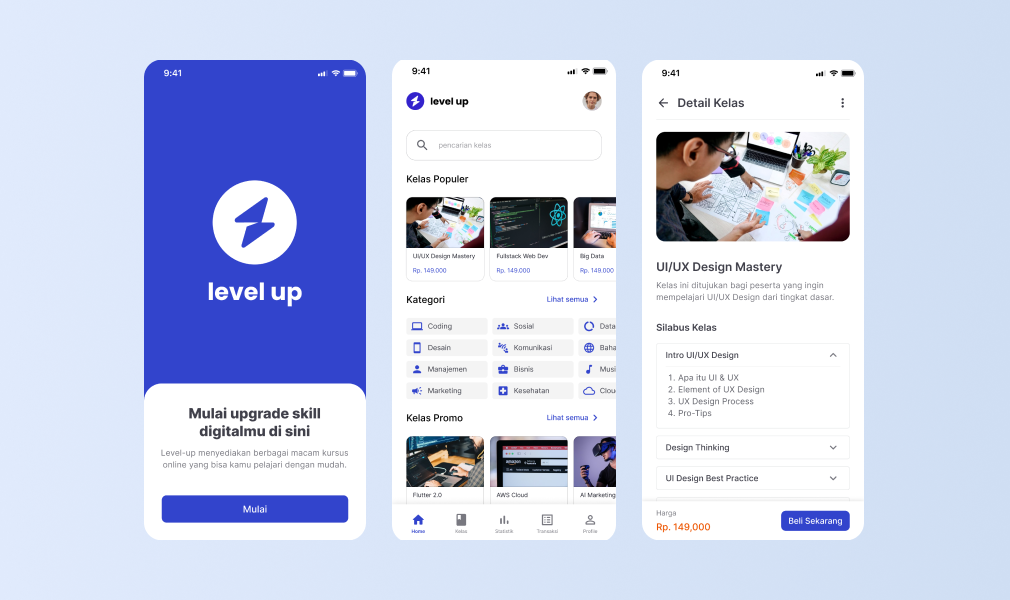 9:41
level up
Mulai upgrade skill
digitalmu di sini
Level-up menyediakan berbagai macam kursus
online yang bisa kamu pelajari dengan mudah.
Mulai
9:41
level up
pencarian kelas
Kelas Populer
UI/UX Design Mastery
Rp. 149,000
Fullstack Web Dev
Rp. 149,000
Big Data
Rp. 149,000
Kategori
Lihat semua
Coding
Sosial
Data
Desain
Komunikasi
Baha
Manajemen
Bisnis
Musi
Marketing
Kesehatan
Clou
Kelas Promo
Lihat semua
amazon
Flutter 2.0
AWS Cloud
AI Marketing
Home
Kelas
Statistik
Transaksi
Profile
9:41
Detail Kelas
UI/UX Design Mastery
Kelas ini ditujukan bagi peserta yang ingin
mempelajari UI/UX Design dari tingkat dasar.
Silabus Kelas
Intro UI/UX Design
1. Apa itu UI & UX
2. Element of UX Design
3. UX Design Process
4. Pro-Tips
Design Thinking
UI Design Best Practice
Harga
Rp. 149,000
Beli Sekarang